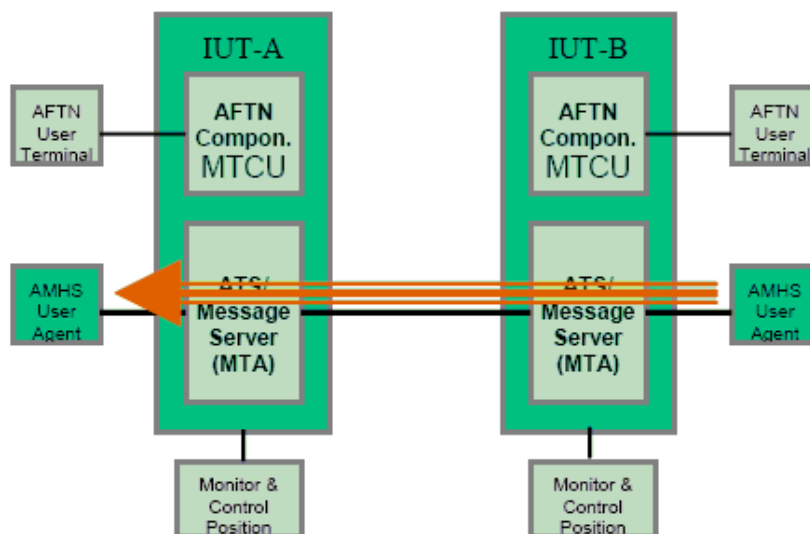 IUT-A
IUT-B
AFTN
User
Terminal
AFTN
Compon.
MTCU
AFTN
Compon.
MTCU
AFTN
User
Terminal
AMHS
User
Agent
ATS/
Message
Server
(MTA)
ATS/
Message
Server
(MTA)
AMHS
User
Agent
Monitor &
Control
Position
Monitor &
Control
Position